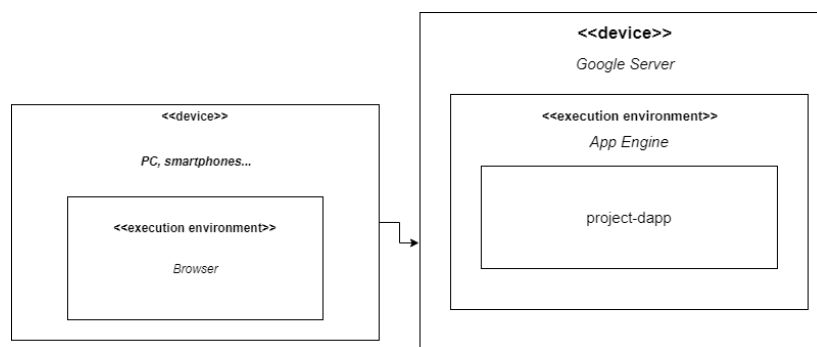 <<device>>
PC, smartphones...
<<execution environment>>
Browser
<<device>>
Google Server
<<execution environment>>
App Engine
project-dapp